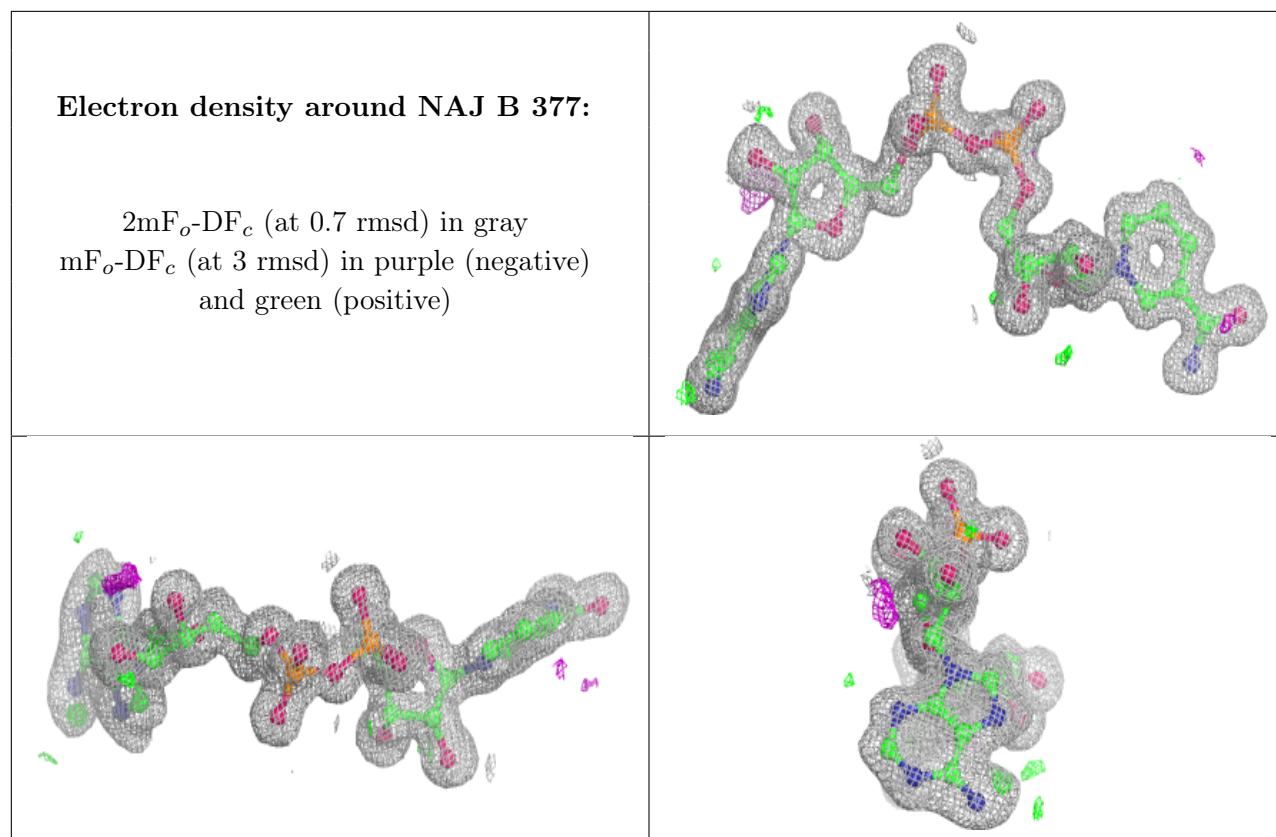 Electron density around NAJ B 377:
2mFo-DFc (at 0.7 rmsd) in gray
mFo-DFc (at 3 rmsd) in purple (negative)
and green (positive)